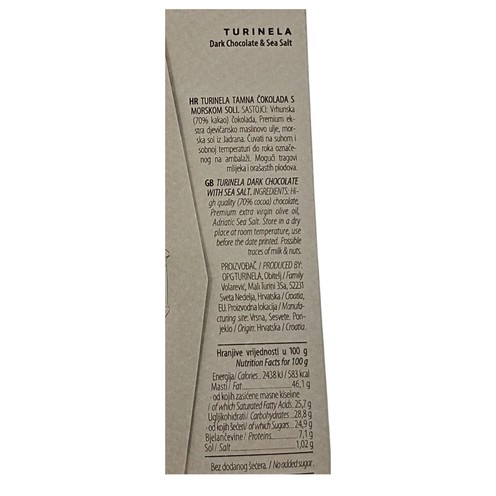 TURINELA
Dark Chocolate & Sea Salt
HR TURINELA TAMNA ČOKOLADA S
MORSKOM SOLI. SASTOJCI: Vrhunska
(70% kakao) čokolada, Premium ek-
stra djevičansko maslinovo ulje, mor-
ska sol iz Jadrana. Čuvati na suhom i
sobnoj temperaturi do roka označe-
nog na ambalaži. Mogući tragovi
mlijeka i orašastih plodova.
GB TURINELA DARK CHOCOLATE
WITH SEA SALT. INGREDIENTS: Hi-
gh quality (70% cocoa) chocolate,
Premium extra virgin olive oil,
Adriatic Sea Salt. Store in a dry
place at room temperature, use
before the date printed. Possible
traces of milk & nuts.
PROIZVOĐAČ / PRODUCED BY:
OPG TURINELA, Obitelj / Family
Volarević, Mali Turini 35a, 52231
Sveta Nedelja, Hrvatska / Croatia,
EU. Proizvodna lokacija / Manufa-
cturing site: Vrsna, Sesvete. Pori-
jeklo / Origin: Hrvatska / Croatia.
Hranjive vrijednosti u 100 g
Nutrition Facts for 100 g
Energija / Calories 2438 kJ / 583 kcal
Masti / Fat 46,1 g
od kojih zasićene masne kiseline
/ of which Saturated Fatty Acids 25,7 g
Ugljikohidrati / Carbohydrates 28,8 g
od kojih šećeri / of which Sugars 24,9 g
Bjelančevine / Proteins 7,1 g
Sol / Salt 1,02 g
Bez dodanog šećera. / No added sugar.